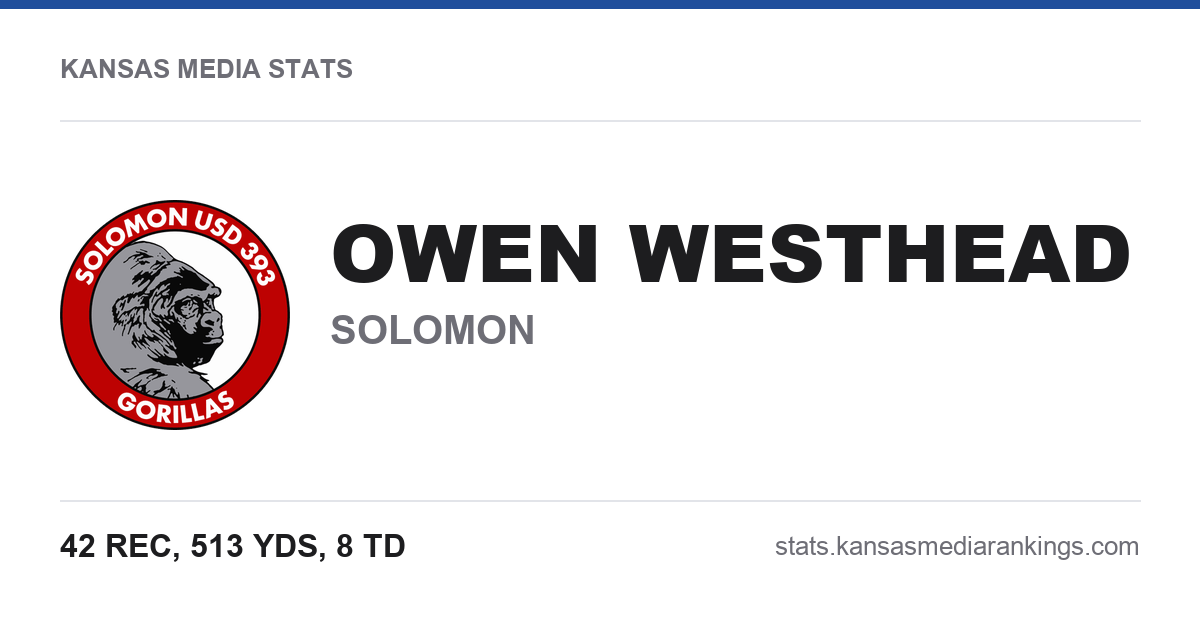 KANSAS MEDIA STATS
SOLOMON USD 393
GORILLAS
OWEN WESTHEAD
SOLOMON
42 REC, 513 YDS, 8 TD
stats.kansasmediarankings.com